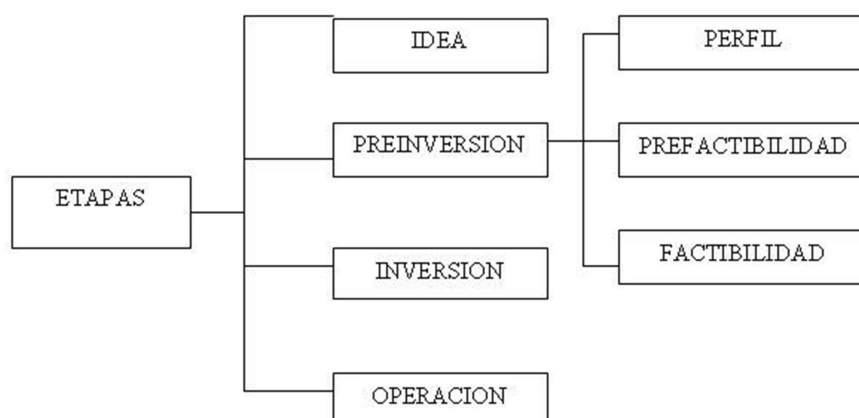 IDEA
PERFIL
PREINVERSION
PREFACTIBILIDAD
ETAPAS
INVERSION
FACTIBILIDAD
OPERACION